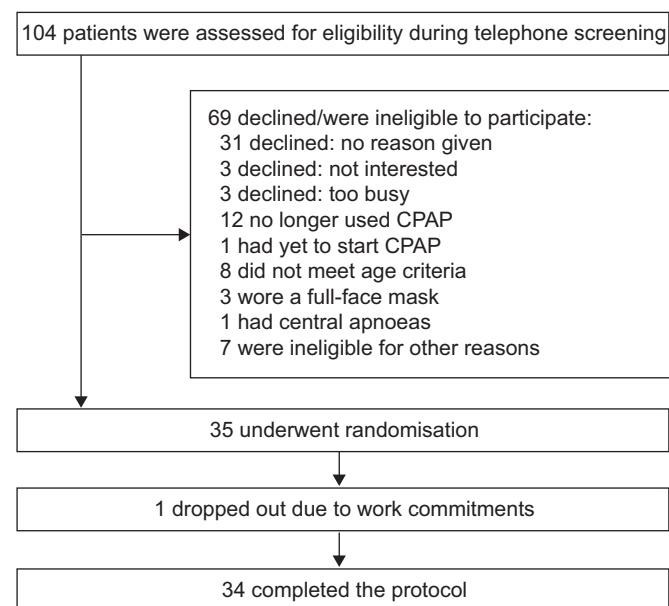 104 patients were assessed for eligibility during telephone screening
69 declined/were ineligible to participate:
31 declined: no reason given
3 declined: not interested
3 declined: too busy
12 no longer used CPAP
1 had yet to start CPAP
8 did not meet age criteria
3 wore a full-face mask
1 had central apnoeas
7 were ineligible for other reasons
35 underwent randomisation
1 dropped out due to work commitments
34 completed the protocol